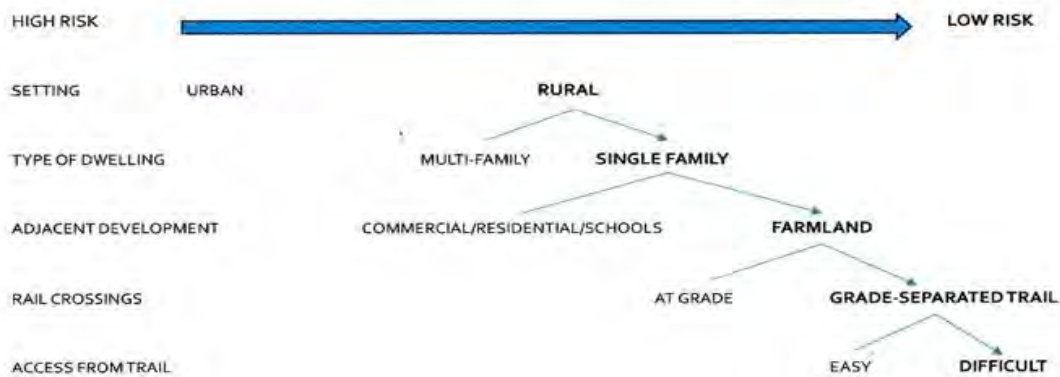 HIGH RISK LOW RISK
SETTING URBAN RURAL
TYPE OF DWELLING MULTI-FAMILY SINGLE FAMILY
ADJACENT DEVELOPMENT COMMERCIAL/RESIDENTIAL/SCHOOLS FARMLAND
RAIL CROSSINGS AT GRADE GRADE-SEPARATED TRAIL
ACCESS FROM TRAIL EASY DIFFICULT